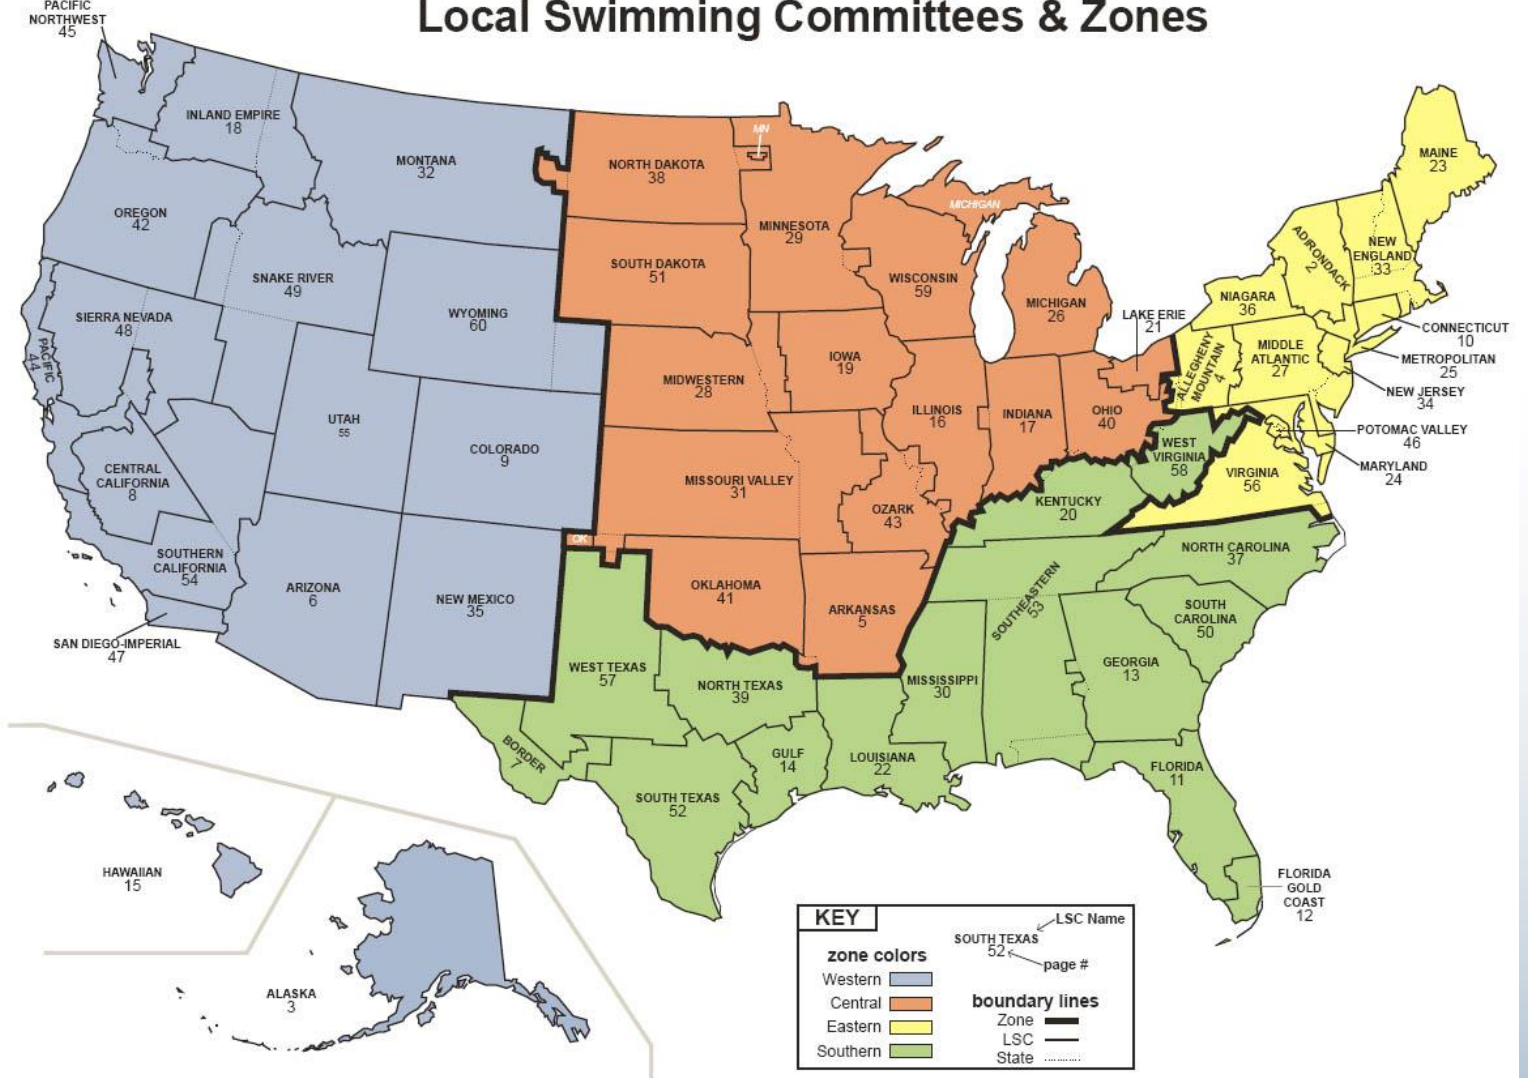 Local Swimming Committees & Zones
PACIFIC
NORTHWEST
45
INLAND EMPIRE
18
MONTANA
32
OREGON
42
SNAKE RIVER
49
WYOMING
60
SIERRA NEVADA
48
PACIFIC
44
UTAH
55
COLORADO
9
CENTRAL
CALIFORNIA
8
SOUTHERN
CALIFORNIA
54
ARIZONA
6
NEW MEXICO
35
SAN DIEGO-IMPERIAL
47
HAWAIIAN
15
ALASKA
3
NORTH DAKOTA
38
MN
MINNESOTA
29
SOUTH DAKOTA
51
MICHIGAN
WISCONSIN
59
MICHIGAN
26
LAKE ERIE
21
IOWA
19
MIDWESTERN
28
ILLINOIS
16
INDIANA
17
OHIO
40
MISSOURI VALLEY
31
OZARK
43
OK
OKLAHOMA
41
ARKANSAS
5
MAINE
23
ADIRONDACK
2
NEW
ENGLAND
33
NIAGARA
36
CONNECTICUT
10
METROPOLITAN
25
ALLEGHENY
MOUNTAIN
4
MIDDLE
ATLANTIC
27
NEW JERSEY
34
POTOMAC VALLEY
46
MARYLAND
24
VIRGINIA
56
WEST
VIRGINIA
58
KENTUCKY
20
NORTH CAROLINA
37
SOUTHEASTERN
53
SOUTH
CAROLINA
50
GEORGIA
13
MISSISSIPPI
30
WEST TEXAS
57
NORTH TEXAS
39
BORDER
7
GULF
14
LOUISIANA
22
SOUTH TEXAS
52
FLORIDA
11
FLORIDA
GOLD
COAST
12
KEY
LSC Name
SOUTH TEXAS
52
page #
zone colors
Western
Central
Eastern
Southern
boundary lines
Zone
LSC
State